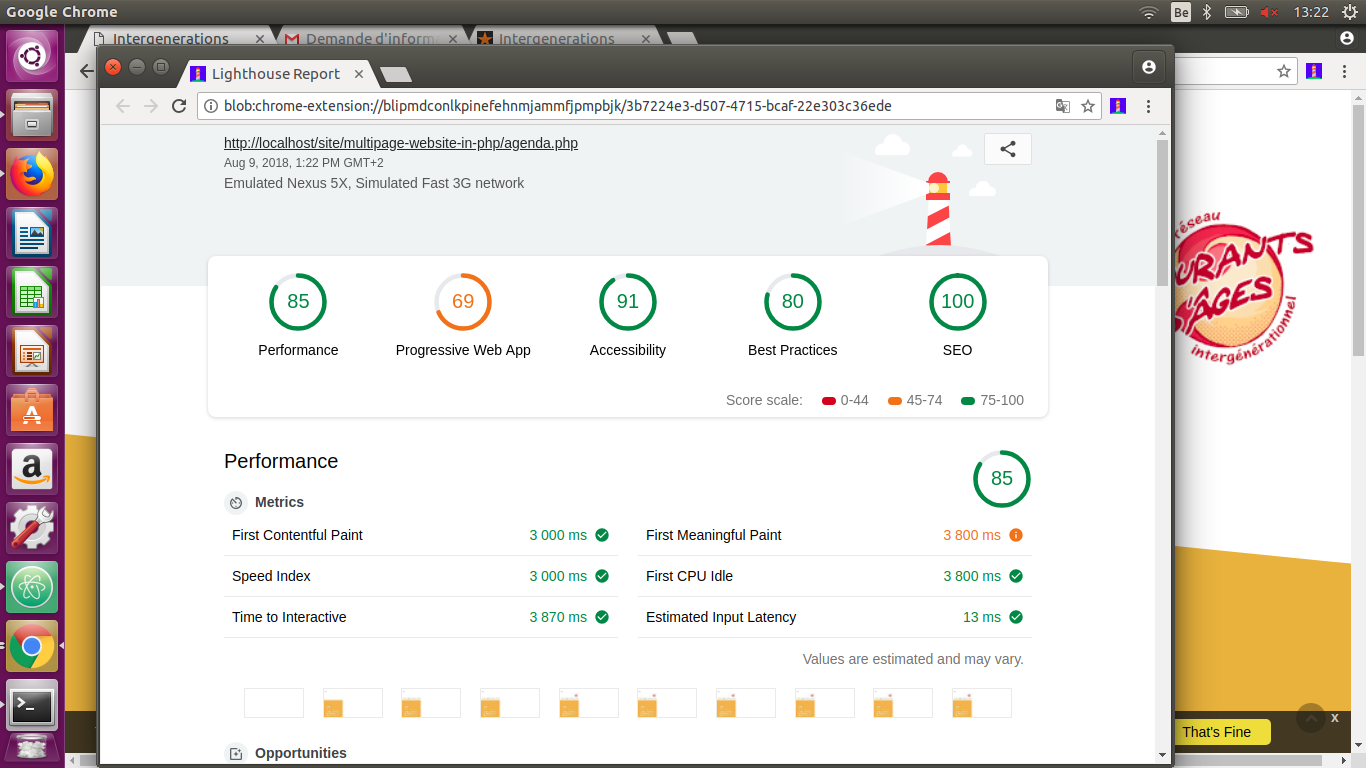 Google Chrome
Be
13:22
Intergenerations
Demande d'inform
Intergenerations
Lighthouse Report
blob:chrome-extension://blipmdconlkpinefehnmjammfjpmpbjk/3b7224e3-d507-4715-bcaf-22e303c36ede
http://localhost/site/multipage-website-in-php/agenda.php
Aug 9, 2018, 1:22 PM GMT+2
Emulated Nexus 5X, Simulated Fast 3G network
réseau
URANTS
D'ÂGES
intergénérationnel
85 69 91 80 100
Performance Progressive Web App Accessibility Best Practices SEO
Score scale: 0-44 45-74 75-100
Performance 85
Metrics
First Contentful Paint 3 000 ms First Meaningful Paint 3 800 ms
Speed Index 3 000 ms First CPU Idle 3 800 ms
Time to Interactive 3 870 ms Estimated Input Latency 13 ms
Values are estimated and may vary.
Opportunities
That's Fine
x